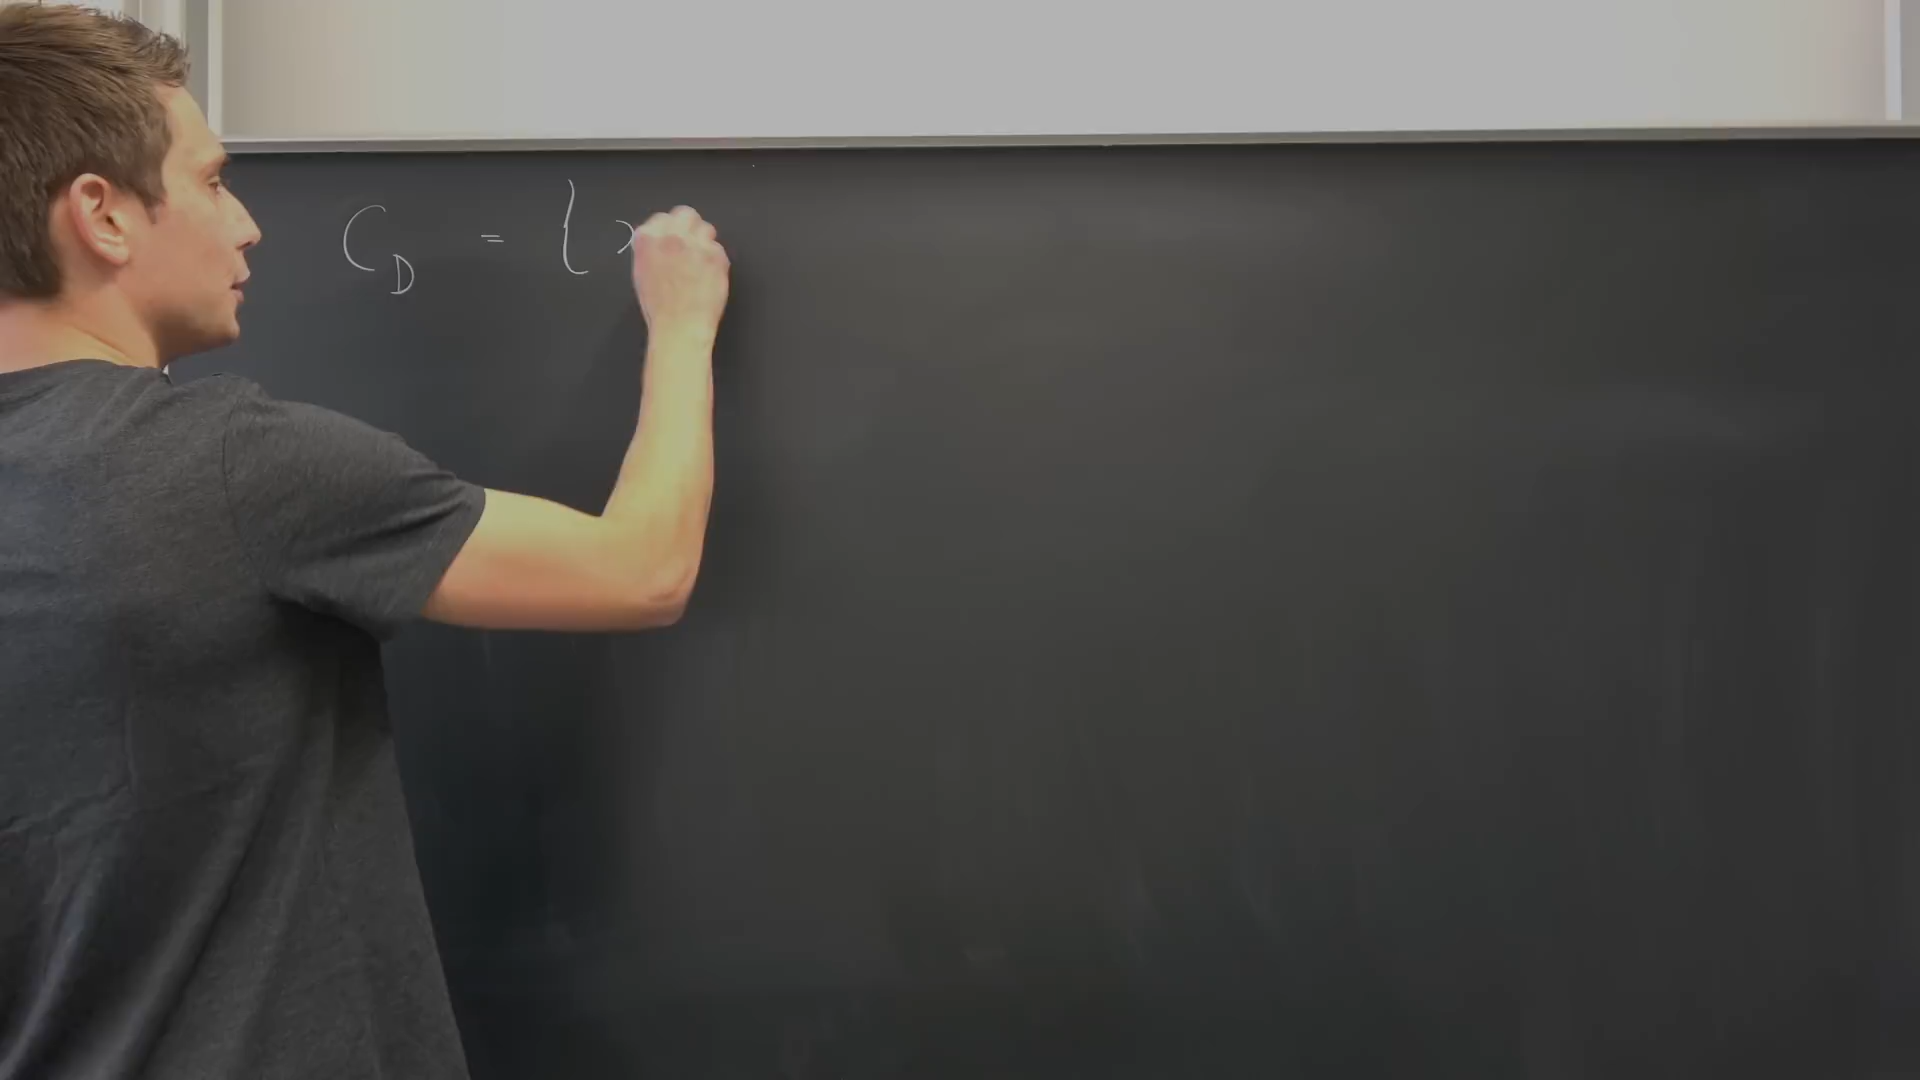 C_D = { x